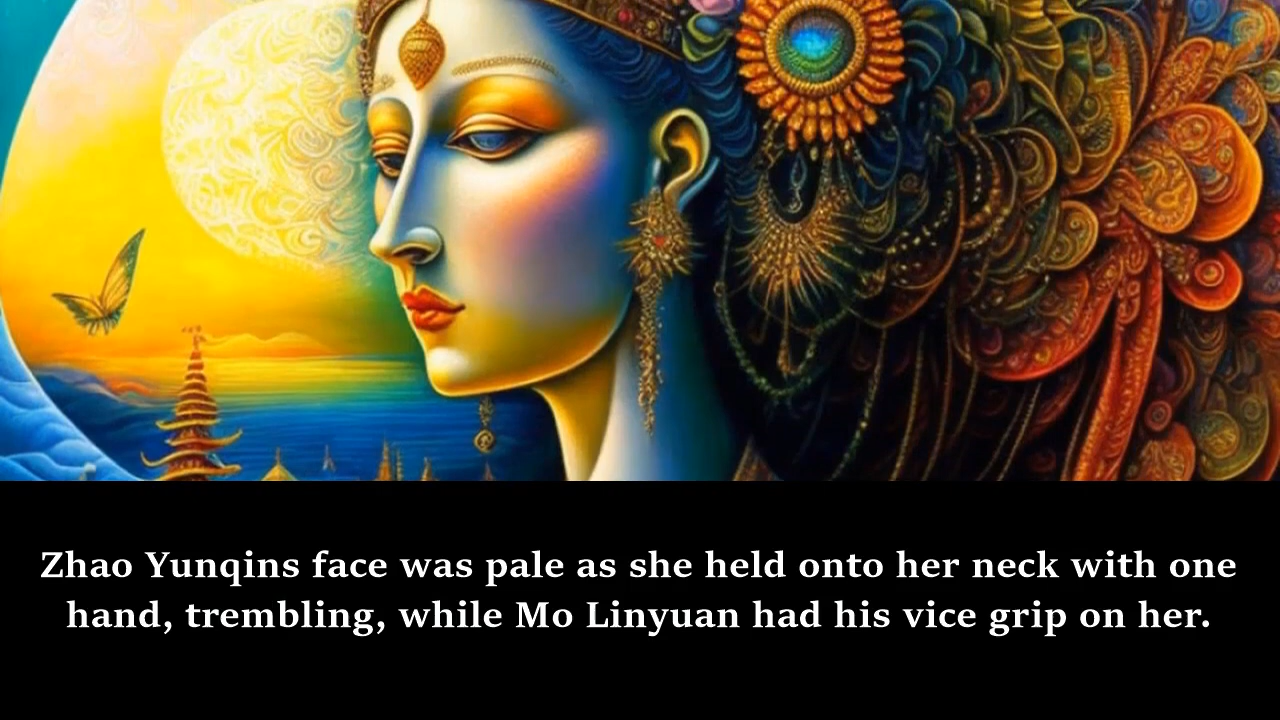 Zhao Yunqins face was pale as she held onto her neck with one
hand, trembling, while Mo Linyuan had his vice grip on her.